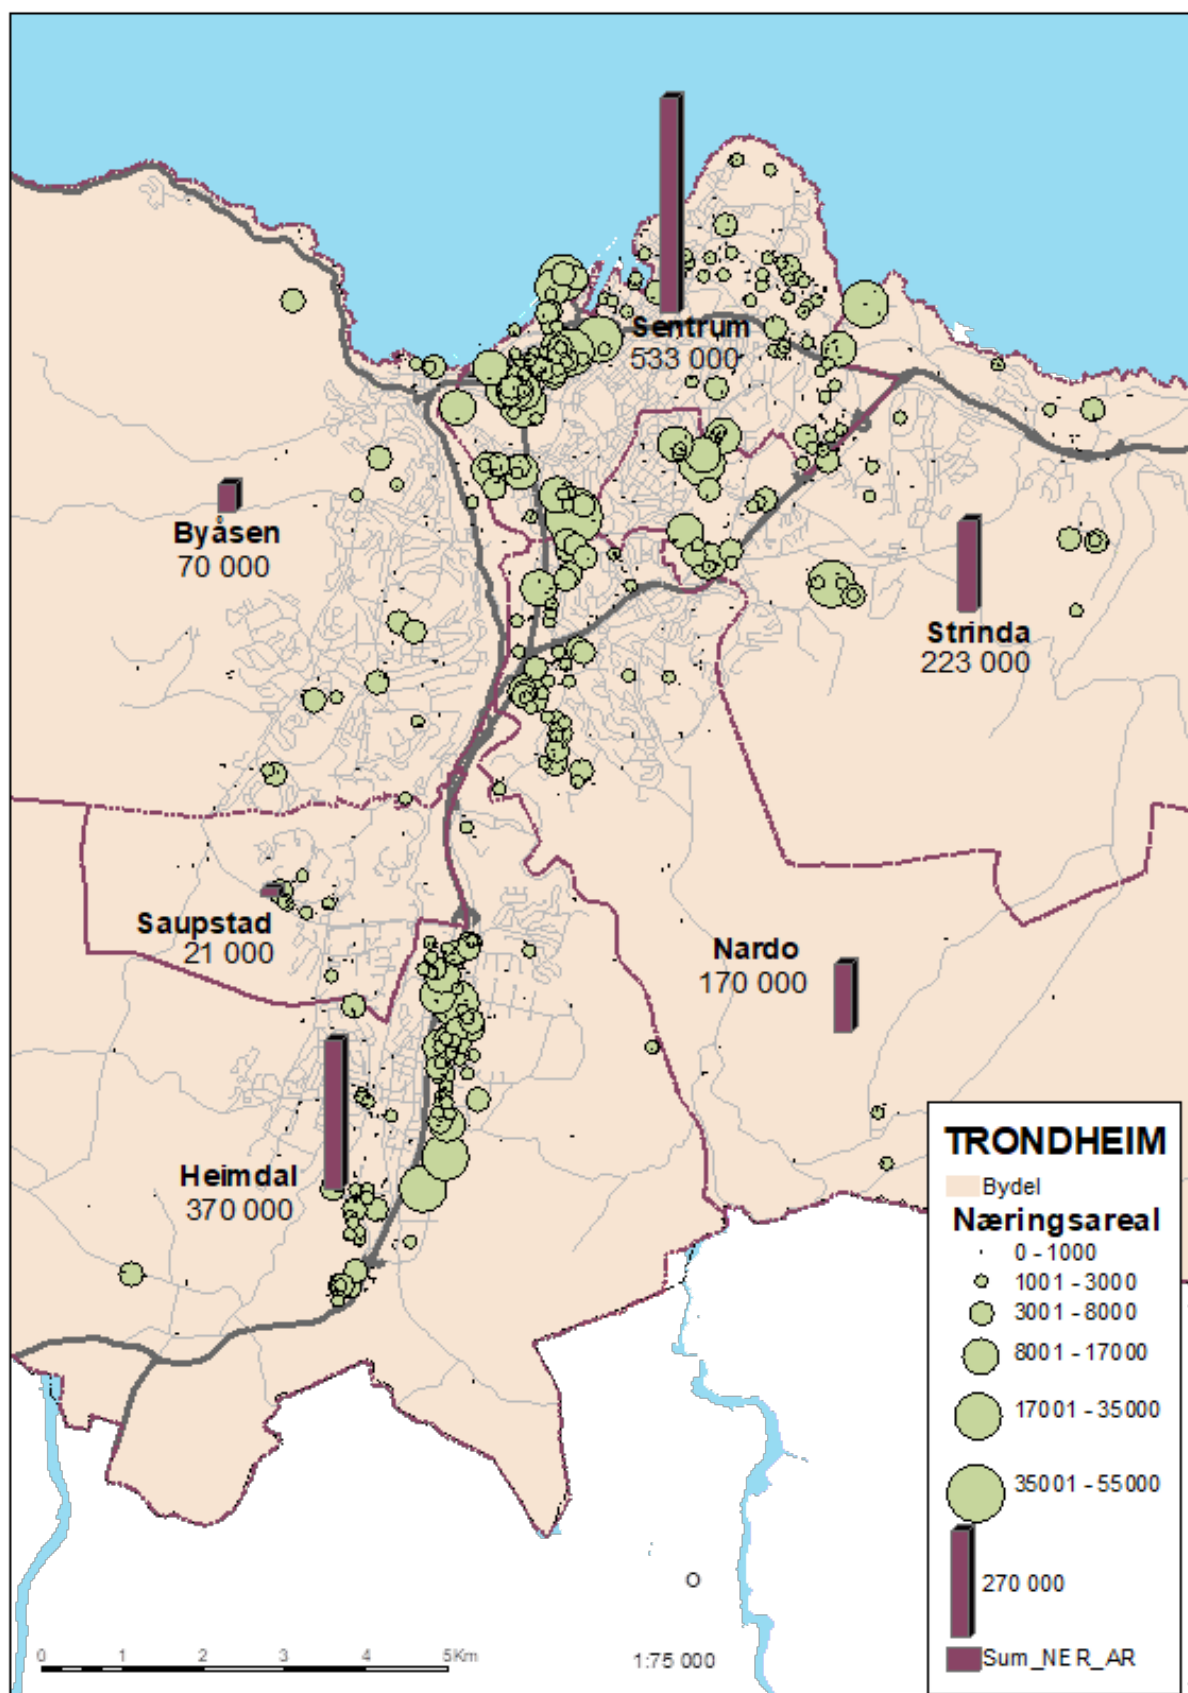 Sentrum
533 000
Byåsen
70 000
Strinda
223 000
Saupstad
21 000
Nardo
170 000
Heimdal
370 000
TRONDHEIM
Bydel
Næringsareal
0 - 1000
1001 - 3000
3001 - 8000
8001 - 17000
17001 - 35000
35001 - 55000
270 000
Sum_NER_AR
0 1 2 3 4 5 Km
1:75 000